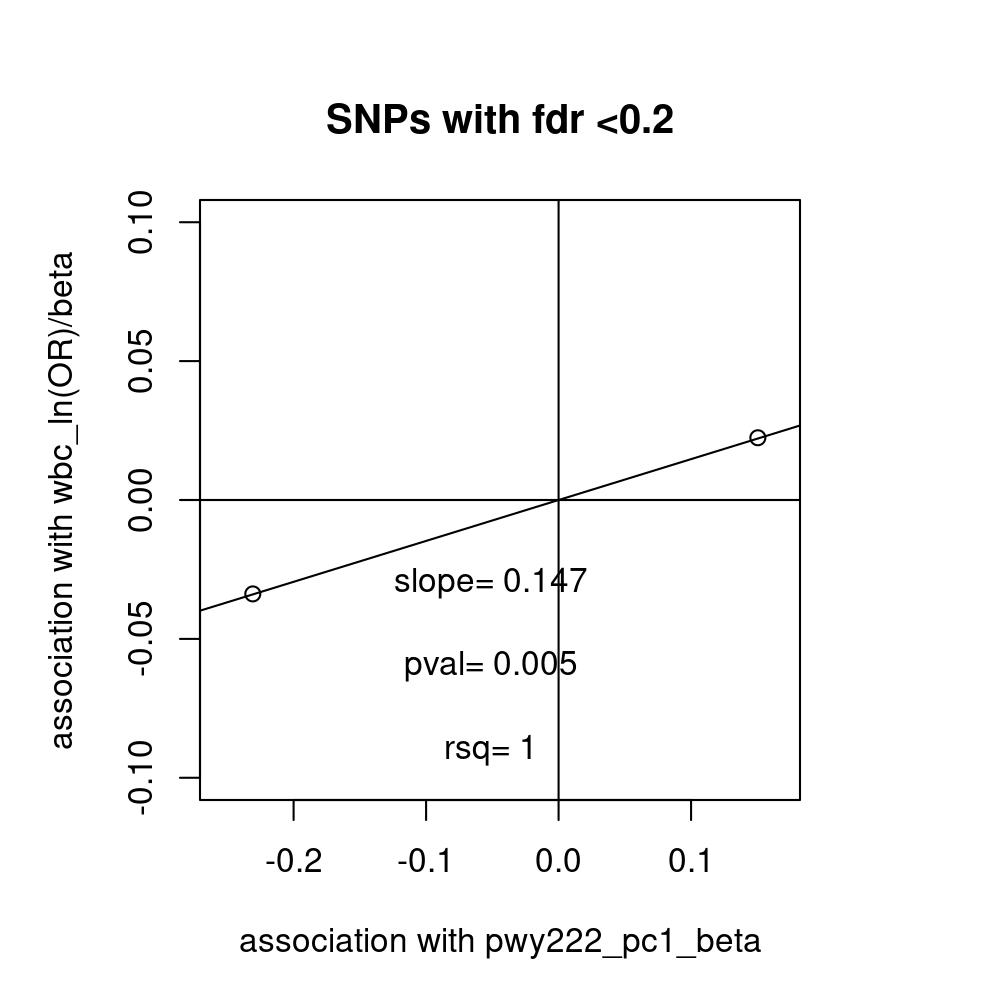 SNPs with fdr <0.2
association with wbc_ln(OR)/beta
0.10
0.05
0.00
-0.05
-0.10
slope= 0.147
pval= 0.005
rsq= 1
-0.2 -0.1 0.0 0.1
association with pwy222_pc1_beta